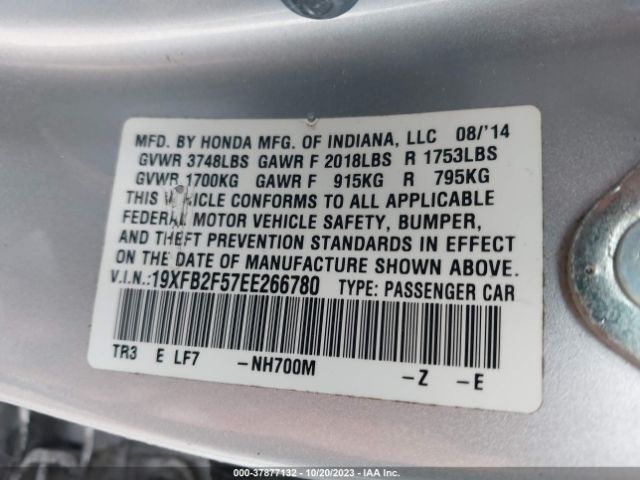 MFD. BY HONDA MFG. OF INDIANA, LLC 08/'14
GVWR 3748LBS GAWR F 2018LBS R 1753LBS
GVWR 1700KG GAWR F 915KG R 795KG
THIS VEHICLE CONFORMS TO ALL APPLICABLE
FEDERAL MOTOR VEHICLE SAFETY, BUMPER,
AND THEFT PREVENTION STANDARDS IN EFFECT
ON THE DATE OF MANUFACTURE SHOWN ABOVE.
V.I.N.:19XFB2F57EE266780 TYPE: PASSENGER CAR
TR3 E LF7 -NH700M -Z -E
000-37877132 - 10/20/2023 - IAAI.com